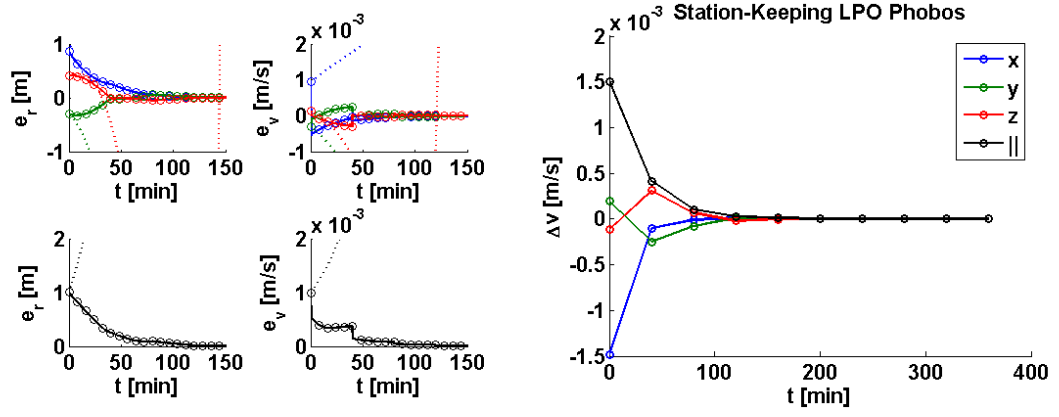 x 10⁻³
1
0
-1
e_r [m]
0 50 100 150
t [min]
2
1
0
-1
e_v [m/s]
0 50 100 150
t [min]
2
1
0
e_r [m]
0 50 100 150
t [min]
x 10⁻³
2
1
0
e_v [m/s]
0 50 100 150
t [min]
x 10⁻³
Station-Keeping LPO Phobos
2
1.5
1
0.5
0
-0.5
-1
-1.5
Δv [m/s]
0 100 200 300 400
t [min]
x
y
z
||